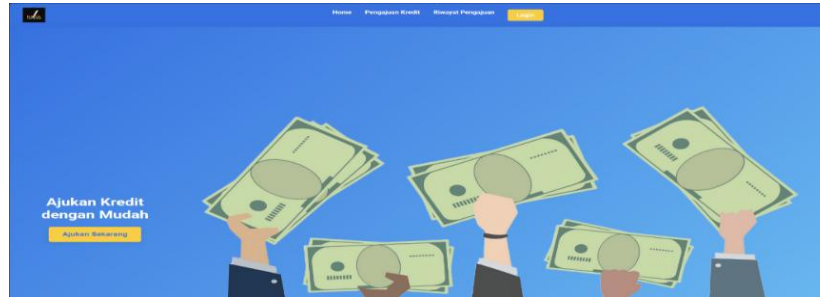 Home Pengajuan Kredit Riwayat Pengajuan Login
Ajukan Kredit
dengan Mudah
Ajukan Sekarang